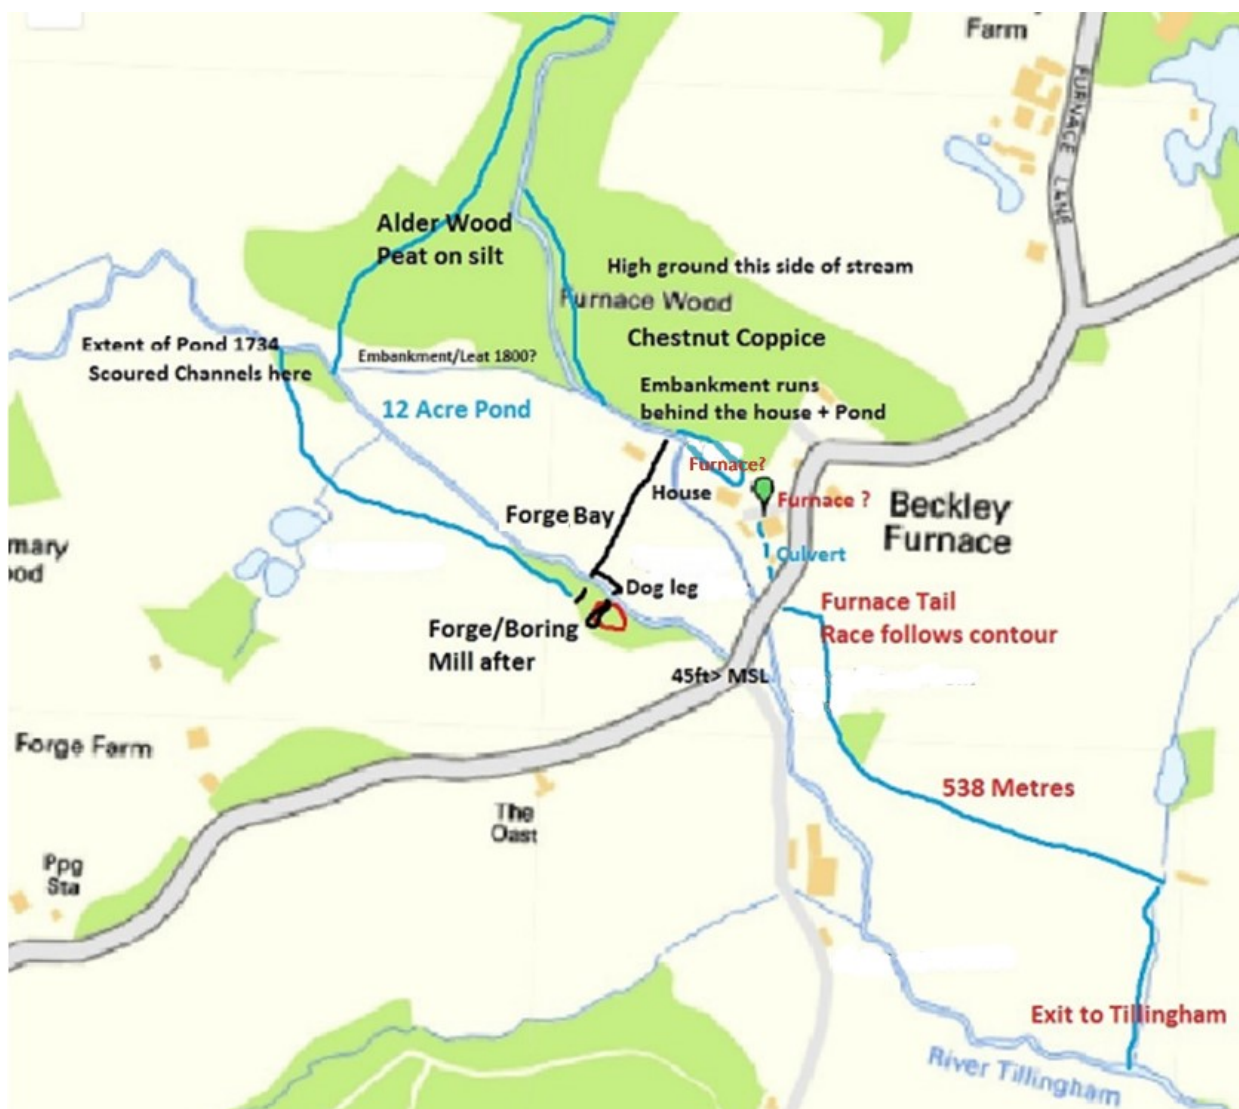 Farm
FURNACE LANE
Alder Wood
Peat on silt
High ground this side of stream
Furnace Wood
Chestnut Coppice
Extent of Pond 1734
Scoured Channels here
Embankment/Leat 1800?
Embankment runs
behind the house + Pond
12 Acre Pond
Furnace?
House
Furnace ?
Beckley
Furnace
Forge Bay
Culvert
Dog leg
Furnace Tail
Race follows contour
Forge/Boring
Mill after
45ft> MSL
Forge Farm
538 Metres
The
Oast
Ppg
Sta
Exit to Tillingham
River Tillingham